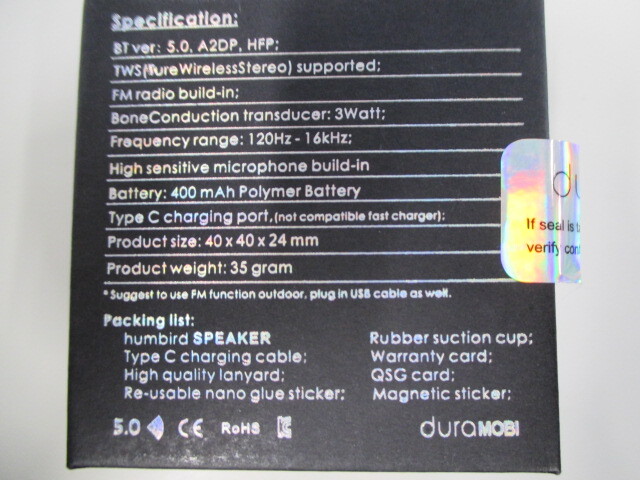 Specification:
BT ver: 5.0, A2DP, HFP;
TWS(TureWirelessStereo) supported;
FM radio build-in;
BoneConduction transducer: 3Watt;
Frequency range: 120Hz - 16kHz;
High sensitive microphone build-in
Battery: 400 mAh Polymer Battery
Type C charging port,(not compatible fast charger);
Product size: 40 x 40 x 24 mm
Product weight: 35 gram
* Suggest to use FM function outdoor, plug in USB cable as well.
du
If seal is
verify
Packing list:
humbird SPEAKER
Type C charging cable;
High quality lanyard;
Re-usable nano glue sticker;
Rubber suction cup;
Warranty card;
QSG card;
Magnetic sticker;
5.0 CE RoHS
duraMOBI